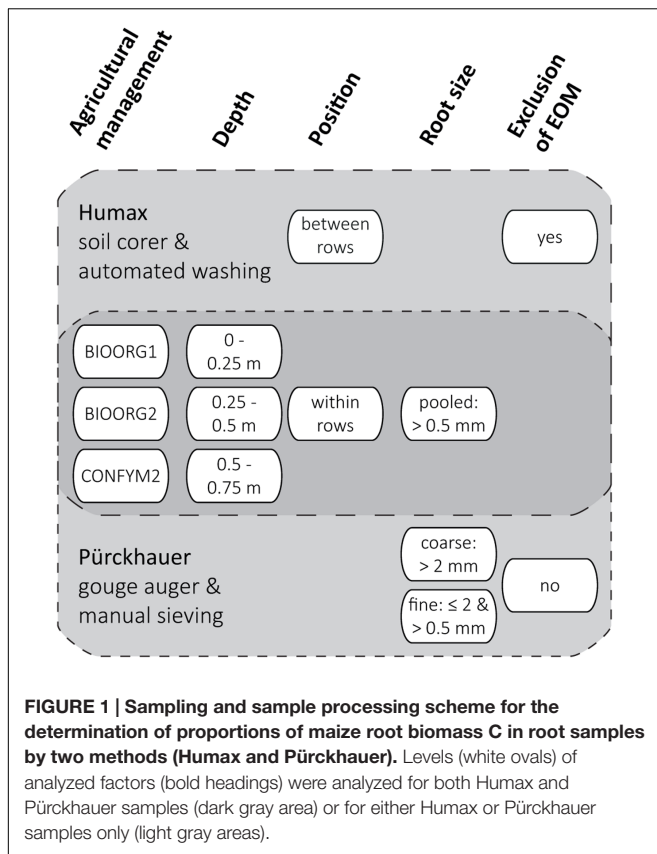 Agricultural
management
Depth
Position
Root size
Exclusion
of EOM
Humax
soil corer &
automated washing
between
rows
yes
BIOORG1
0 -
0.25 m
BIOORG2
0.25 -
0.5 m
within
rows
pooled:
> 0.5 mm
CONFYM2
0.5 -
0.75 m
Pürckhauer
gouge auger &
manual sieving
coarse:
> 2 mm
fine: ≤ 2 &
> 0.5 mm
no
FIGURE 1 | Sampling and sample processing scheme for the
determination of proportions of maize root biomass C in root samples
by two methods (Humax and Pürckhauer). Levels (white ovals) of
analyzed factors (bold headings) were analyzed for both Humax and
Pürckhauer samples (dark gray area) or for either Humax or Pürckhauer
samples only (light gray areas).